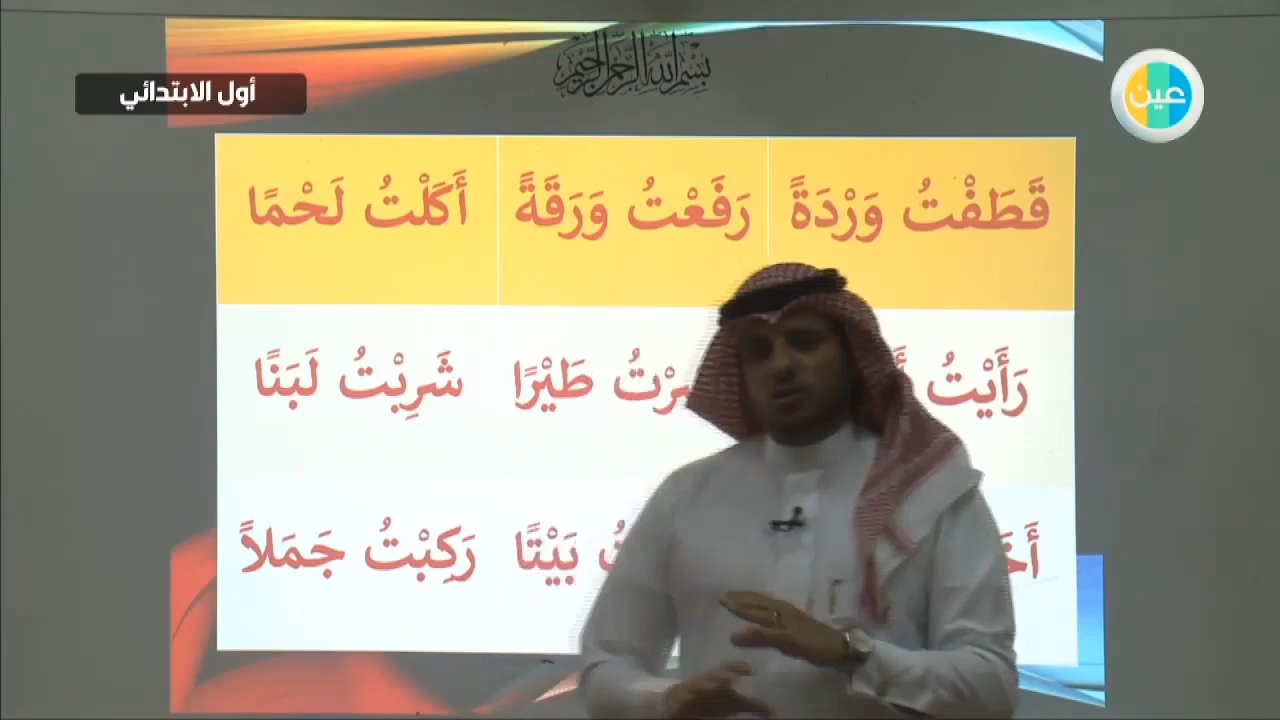 بسم الله الرحمن الرحيم
أول الابتدائي
عين
قَطَفْتُ وَرْدَةً رَفَعْتُ وَرَقَةً أَكَلْتُ لَحْمًا
رَأَيْتُ طَيْرًا شَرِبْتُ لَبَنًا
بَيْتًا رَكِبْتُ جَمَلاً